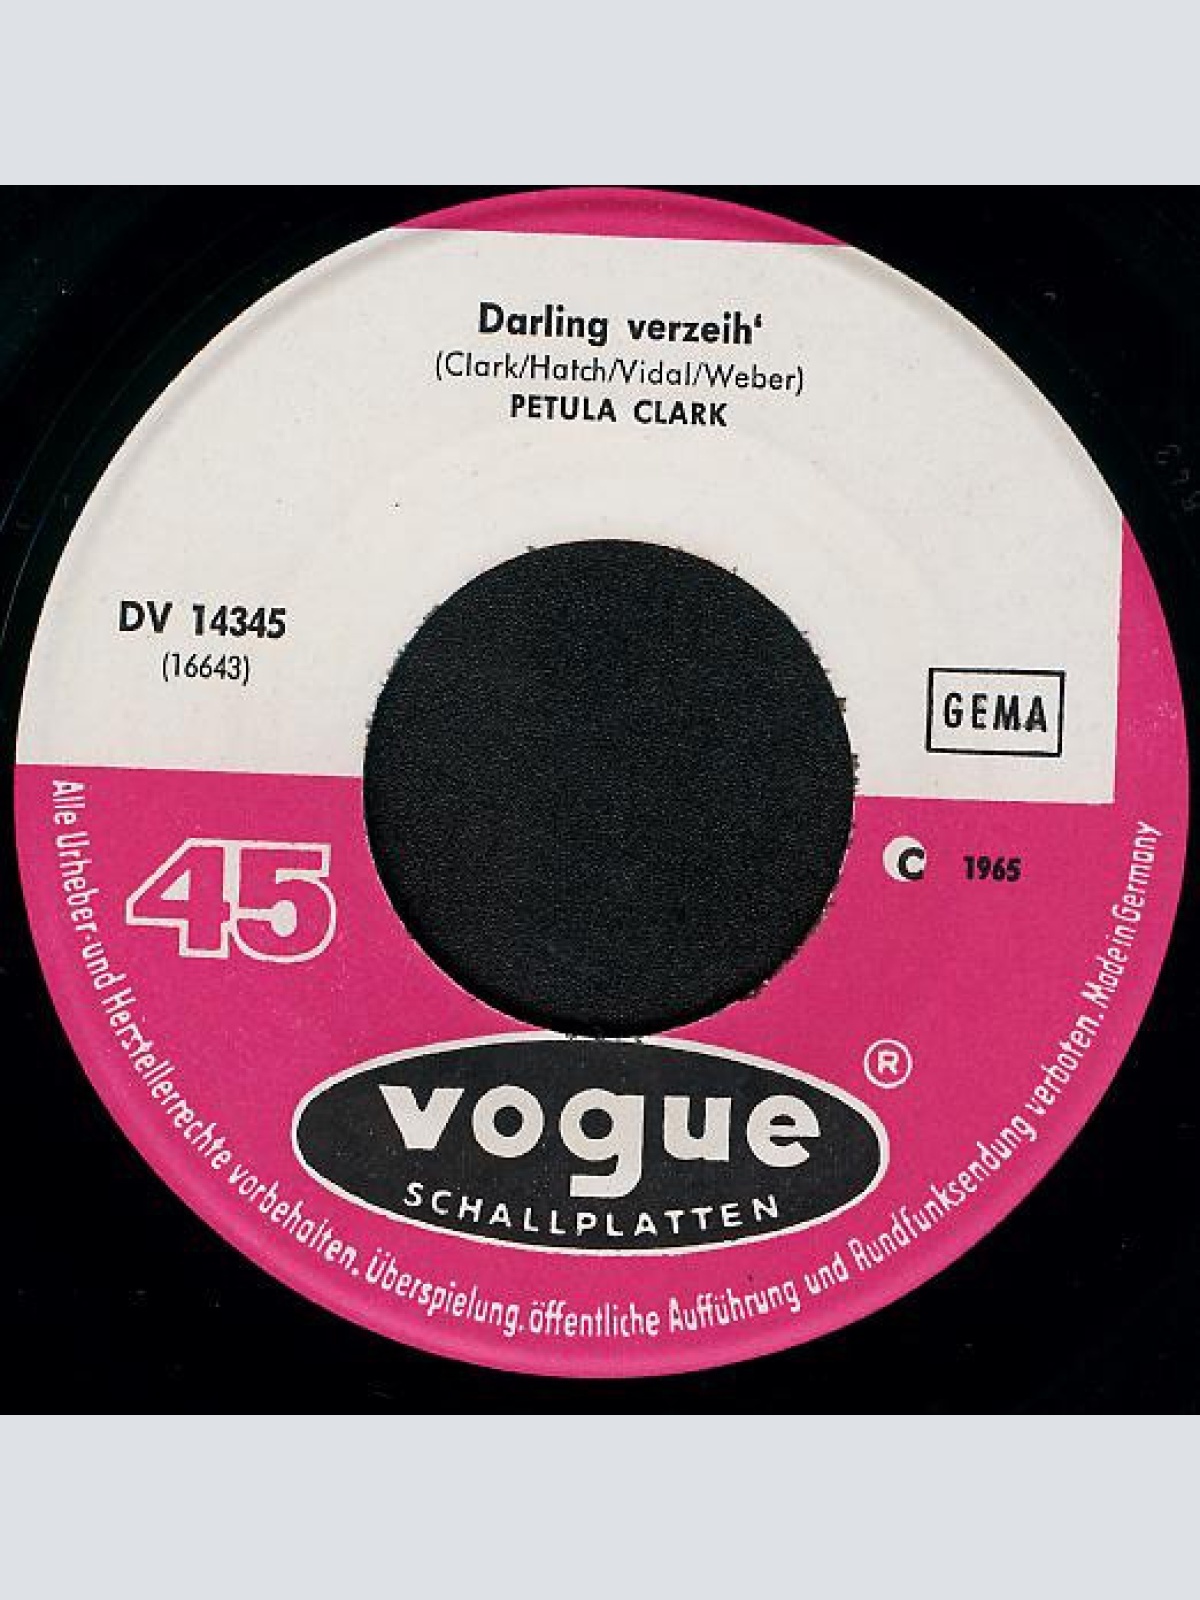 Darling verzeih‘
(Clark/Hatch/Vidal/Weber)
PETULA CLARK
DV 14345
(16643)
GEMA
45
C 1965
vogue ®
SCHALLPLATTEN
Alle Urheber-und Herstellerrechte vorbehalten. Überspielung. öffentliche Aufführung und Rundfunksendung verboten. Made in Germany